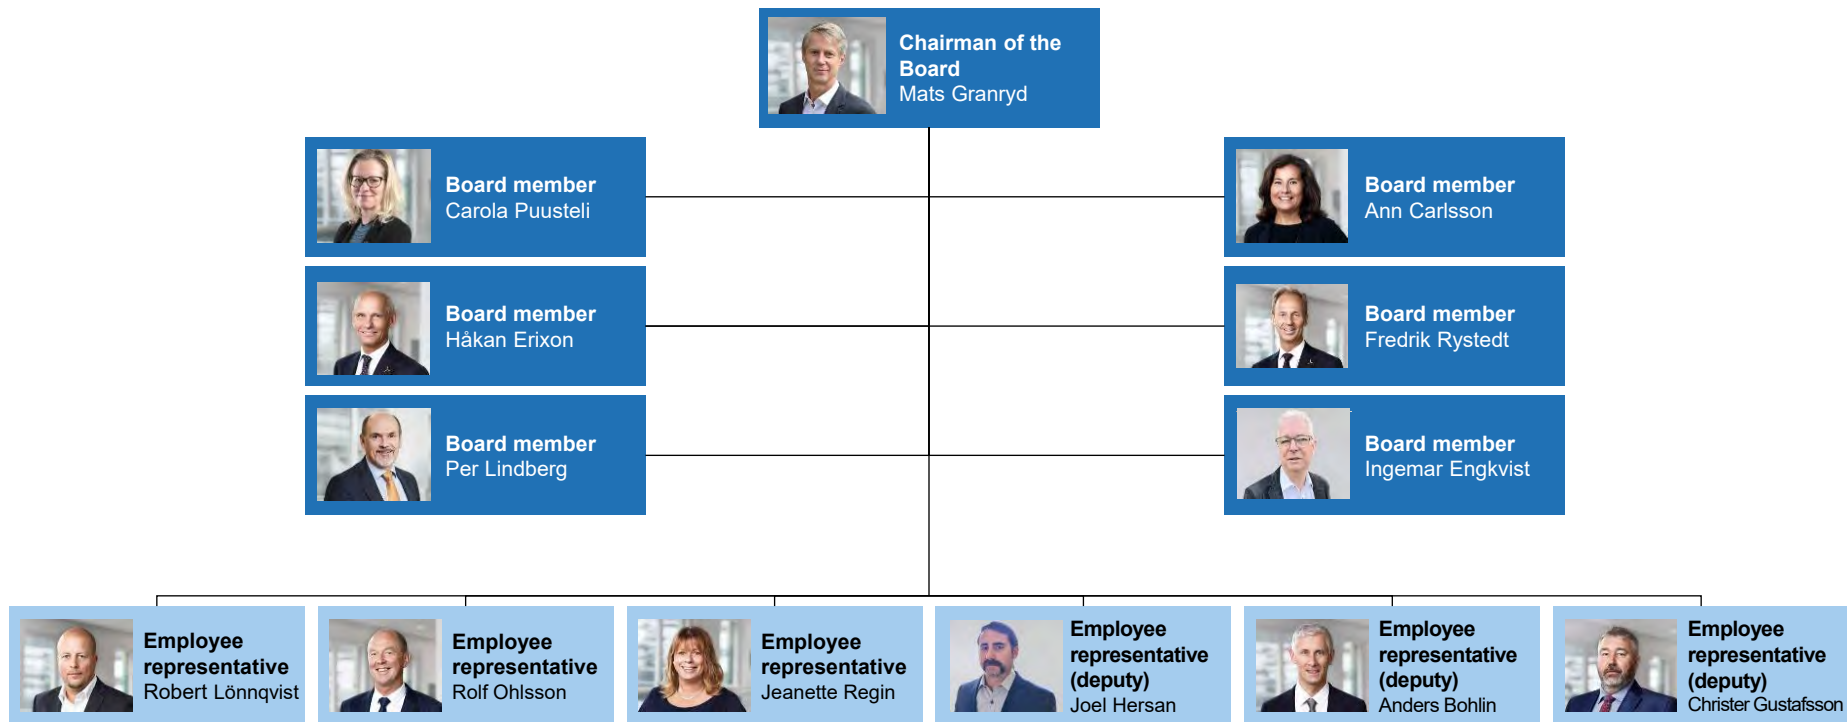 Chairman of the
Board
Mats Granryd
Board member
Carola Puusteli
Board member
Ann Carlsson
Board member
Håkan Erixon
Board member
Fredrik Rystedt
Board member
Per Lindberg
Board member
Ingemar Engkvist
Employee
representative
Robert Lönnqvist
Employee
representative
Rolf Ohlsson
Employee
representative
Jeanette Regin
Employee
representative
(deputy)
Joel Hersan
Employee
representative
(deputy)
Anders Bohlin
Employee
representative
(deputy)
Christer Gustafsson